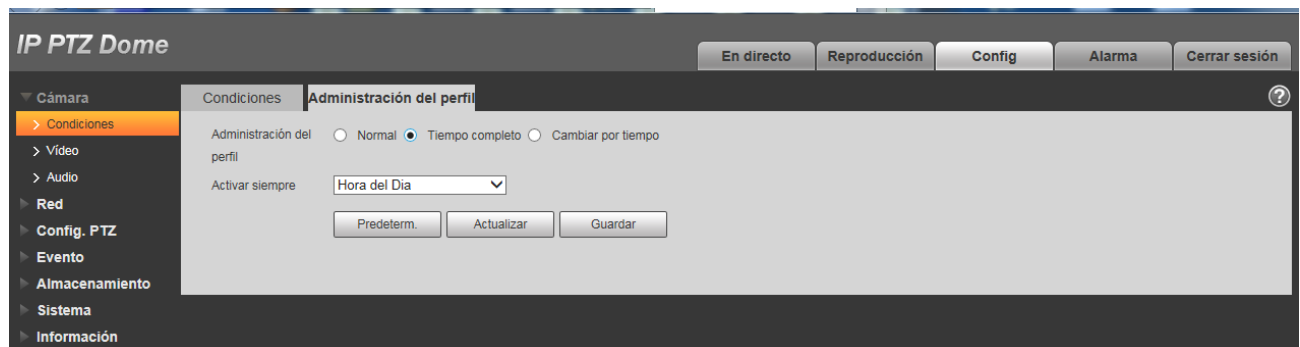 IP PTZ Dome
En directo
Reproducción
Config
Alarma
Cerrar sesión
Cámara
Condiciones
Vídeo
Audio
Red
Config. PTZ
Evento
Almacenamiento
Sistema
Información
Condiciones
Administración del perfil
?
Administración del perfil
Normal
Tiempo completo
Cambiar por tiempo
Activar siempre
Hora del Dia
Predeterm.
Actualizar
Guardar